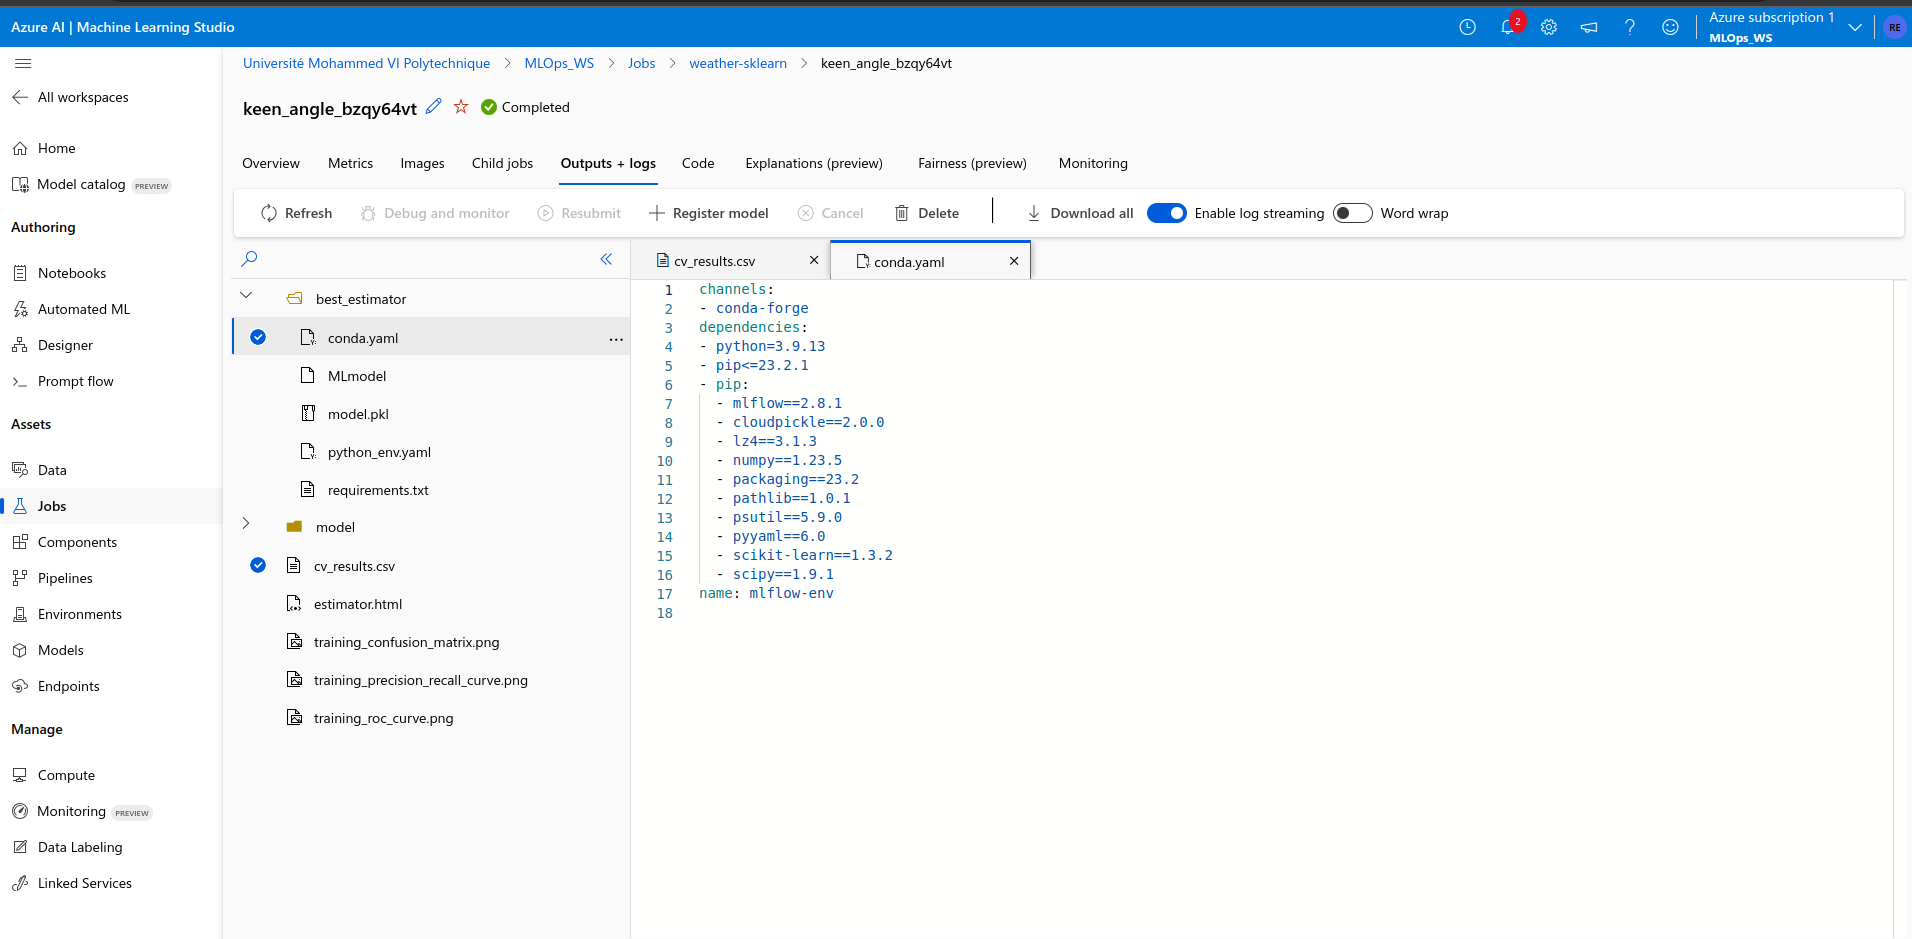 Azure AI | Machine Learning Studio
2
Azure subscription 1
MLOps_WS
RE
All workspaces
Home
Model catalog PREVIEW
Authoring
Notebooks
Automated ML
Designer
Prompt flow
Assets
Data
Jobs
Components
Pipelines
Environments
Models
Endpoints
Manage
Compute
Monitoring PREVIEW
Data Labeling
Linked Services
Université Mohammed VI Polytechnique > MLOps_WS > Jobs > weather-sklearn > keen_angle_bzqy64vt
keen_angle_bzqy64vt Completed
Overview Metrics Images Child jobs Outputs + logs Code Explanations (preview) Fairness (preview) Monitoring
Refresh Debug and monitor Resubmit Register model Cancel Delete Download all Enable log streaming Word wrap
best_estimator
conda.yaml ...
MLmodel
model.pkl
python_env.yaml
requirements.txt
model
cv_results.csv
estimator.html
training_confusion_matrix.png
training_precision_recall_curve.png
training_roc_curve.png
cv_results.csv conda.yaml
1 channels:
2 - conda-forge
3 dependencies:
4 - python=3.9.13
5 - pip<=23.2.1
6 - pip:
7 - mlflow==2.8.1
8 - cloudpickle==2.0.0
9 - lz4==3.1.3
10 - numpy==1.23.5
11 - packaging==23.2
12 - pathlib==1.0.1
13 - psutil==5.9.0
14 - pyyaml==6.0
15 - scikit-learn==1.3.2
16 - scipy==1.9.1
17 name: mlflow-env
18